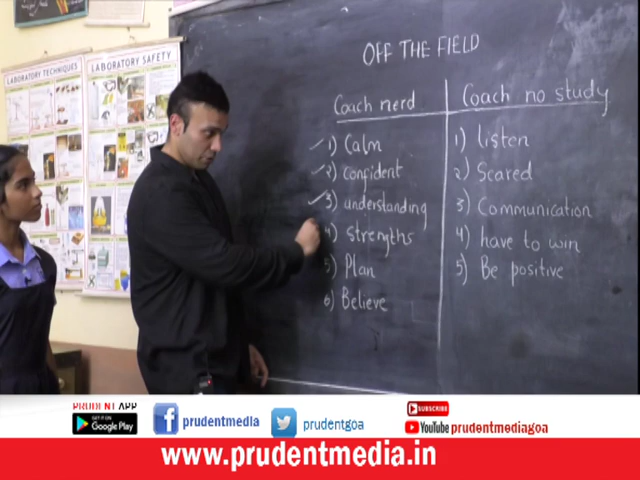 LABORATORY TECHNIQUES
LABORATORY SAFETY
OFF THE FIELD
Coach nerd
1) Calm
2) confident
3) understanding
4) strengths
5) Plan
6) Believe
Coach no study
1) listen
2) Scared
3) Communication
4) have to win
5) Be positive
PRUDENT APP
GET IT ON
Google Play
prudentmedia
prudentgoa
SUBSCRIBE
YouTube prudentmediagoa
www.prudentmedia.in